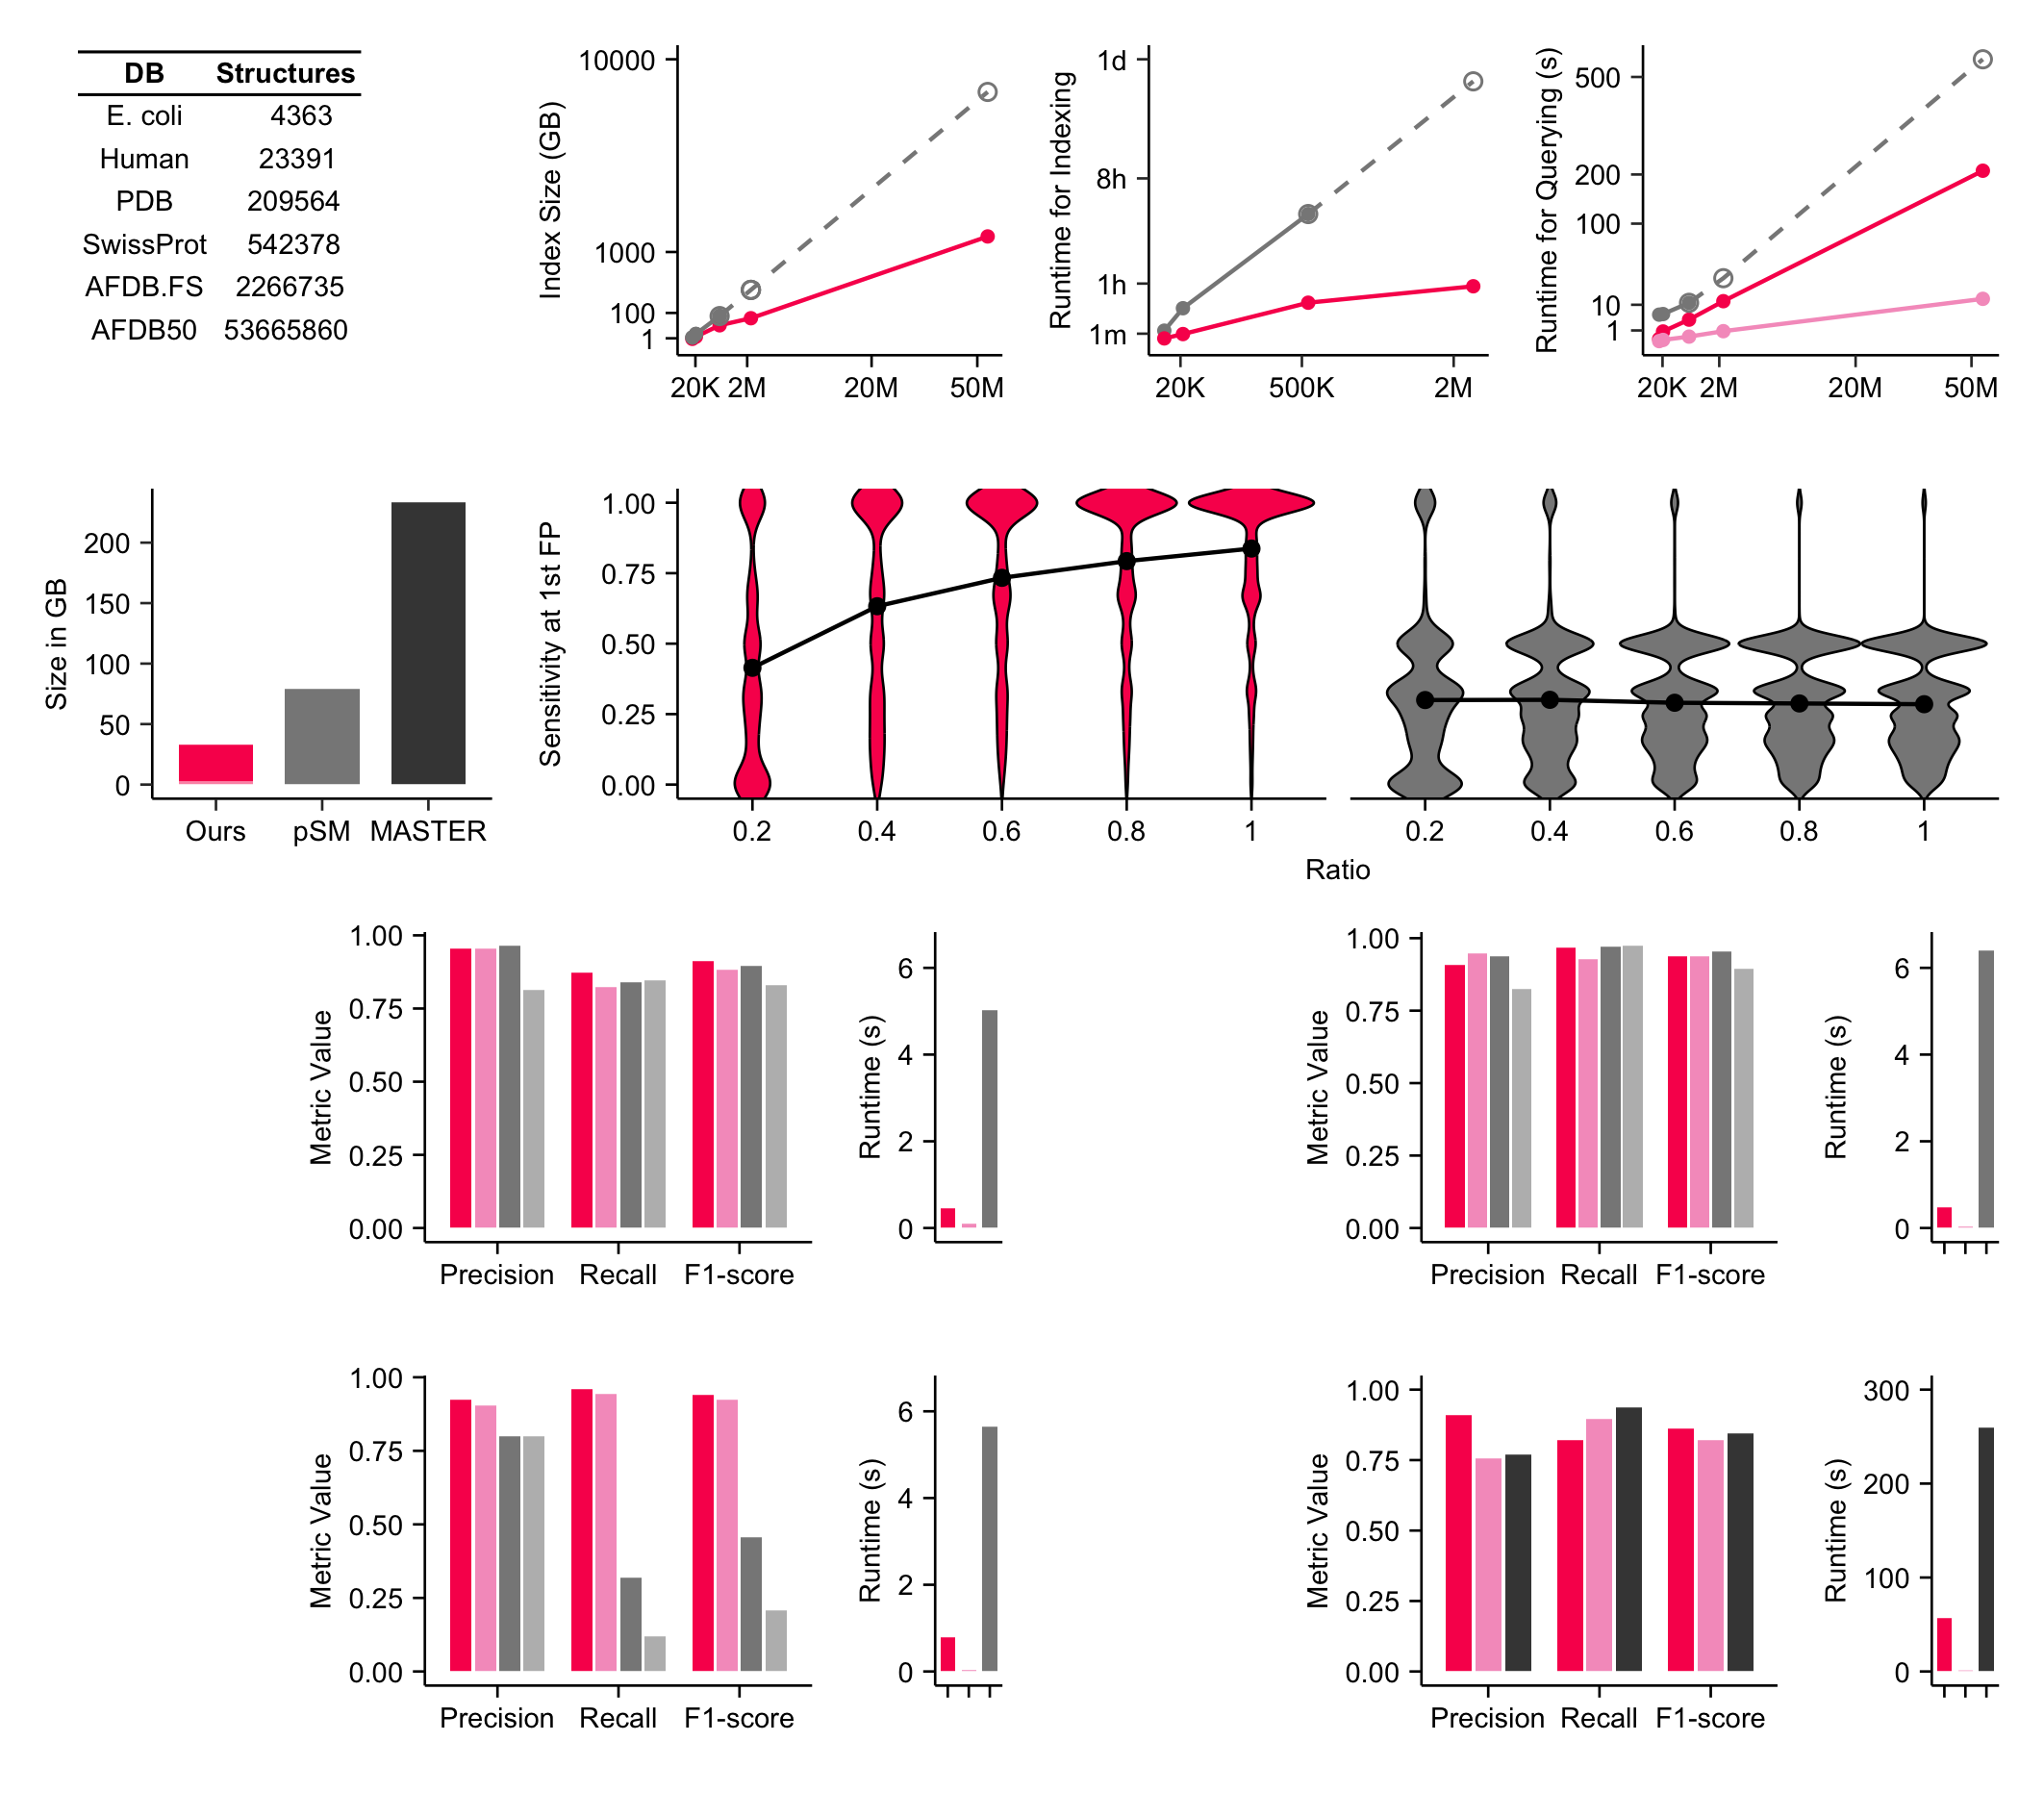 DB Structures
E. coli 4363
Human 23391
PDB 209564
SwissProt 542378
AFDB.FS 2266735
AFDB50 53665860
Index Size (GB)
10000
1000
100
1
20K 2M 20M 50M
Runtime for Indexing
1d
8h
1h
1m
20K 500K 2M
Runtime for Querying (s)
500
200
100
10
1
20K 2M 20M 50M
Size in GB
200
150
100
50
0
Ours pSM MASTER
Sensitivity at 1st FP
1.00
0.75
0.50
0.25
0.00
0.2 0.4 0.6 0.8 1
0.2 0.4 0.6 0.8 1
Ratio
Metric Value
1.00
0.75
0.50
0.25
0.00
Precision Recall F1-score
Runtime (s)
6
4
2
0
Metric Value
1.00
0.75
0.50
0.25
0.00
Precision Recall F1-score
Runtime (s)
6
4
2
0
Metric Value
1.00
0.75
0.50
0.25
0.00
Precision Recall F1-score
Runtime (s)
6
4
2
0
Metric Value
1.00
0.75
0.50
0.25
0.00
Precision Recall F1-score
Runtime (s)
300
200
100
0